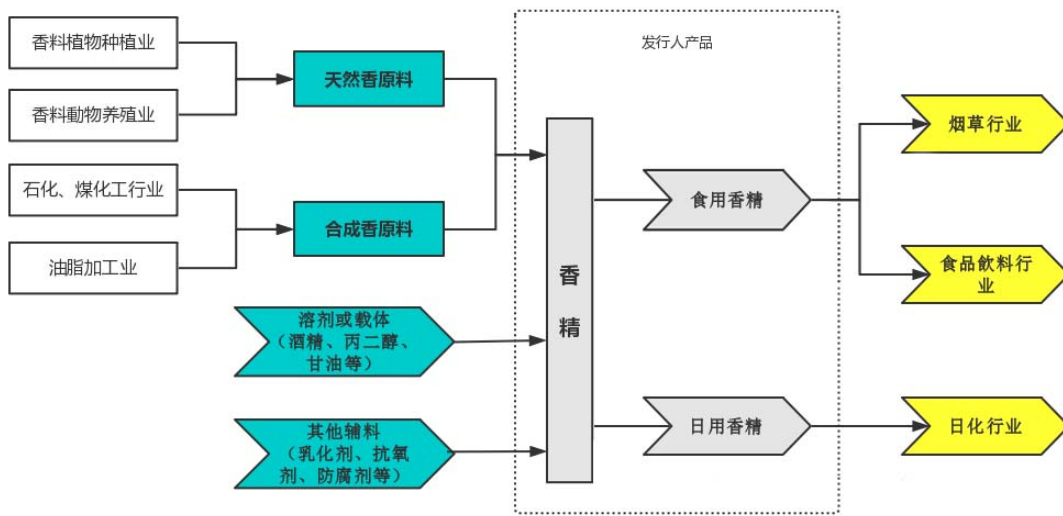 香料植物种植业
香料動物养殖业
石化、煤化工行业
油脂加工业
天然香原料
合成香原料
溶剂或载体
（酒精、丙二醇、
甘油等）
其他辅料
（乳化剂、抗氧
剂、防腐剂等）
发行人产品
香
精
食用香精
日用香精
烟草行业
食品飲料行
业
日化行业